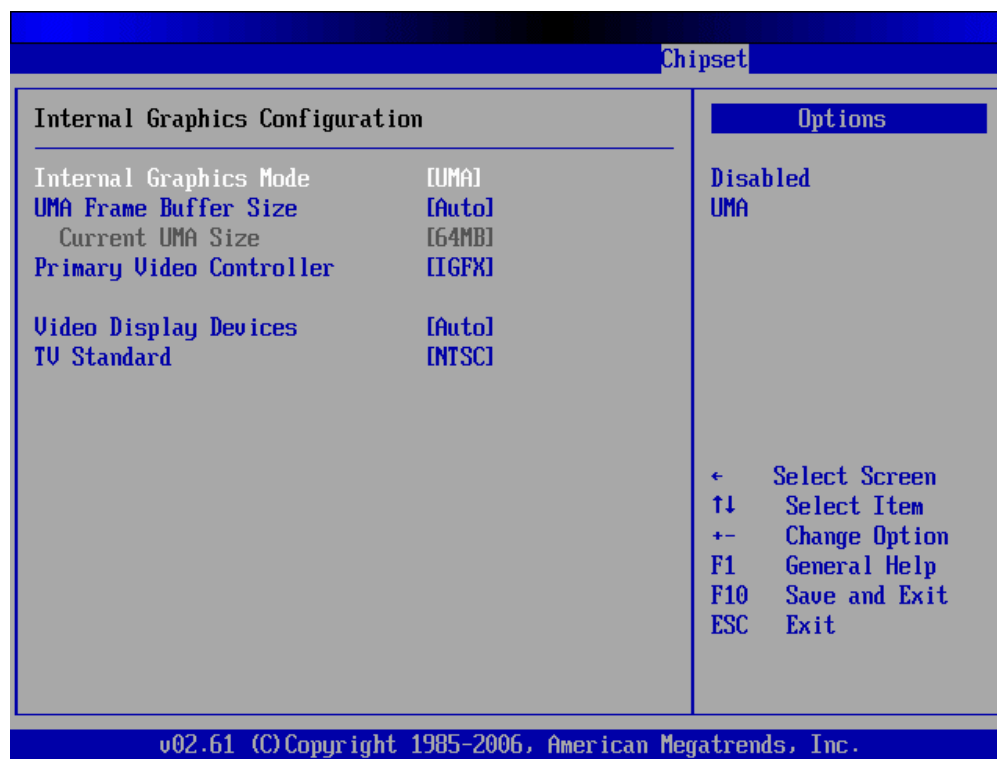 Chipset
Internal Graphics Configuration
Internal Graphics Mode [UMA]
UMA Frame Buffer Size [Auto]
Current UMA Size [64MB]
Primary Video Controller [IGFX]
Video Display Devices [Auto]
TV Standard [NTSC]
Options
Disabled
UMA
← Select Screen
↑↓ Select Item
+- Change Option
F1 General Help
F10 Save and Exit
ESC Exit
v02.61 (C)Copyright 1985-2006, American Megatrends, Inc.